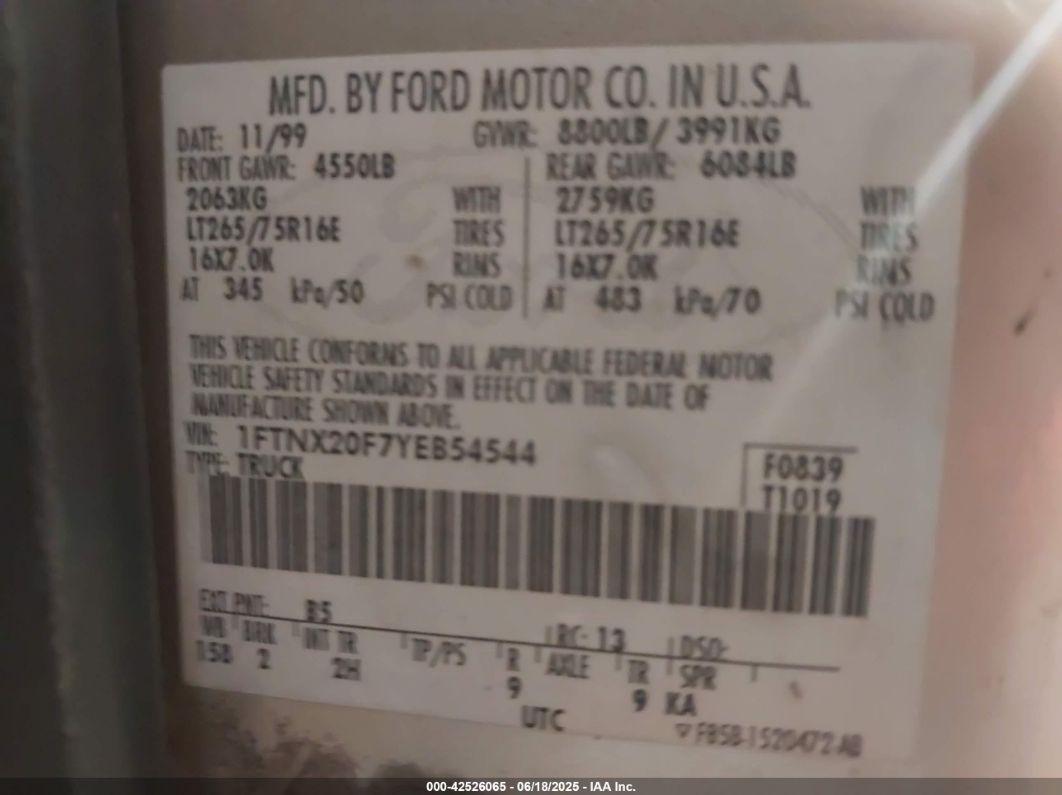 MFD. BY FORD MOTOR CO. IN U.S.A.
DATE: 11/99 GVWR: 8800LB/ 3991KG
FRONT GAWR: 4550LB REAR GAWR: 6084LB
2063KG WITH 2759KG WITH
LT265/75R16E TIRES LT265/75R16E TIRES
16X7.0K RIMS 16X7.0K RIMS
AT 345 kPa/50 PSI COLD AT 483 kPa/70 PSI COLD
THIS VEHICLE CONFORMS TO ALL APPLICABLE FEDERAL MOTOR
VEHICLE SAFETY STANDARDS IN EFFECT ON THE DATE OF
MANUFACTURE SHOWN ABOVE.
VIN: 1FTNX20F7YEB54544 F0839
TYPE: TRUCK T1019
EXT PNT: B5 RC: 13 DSO:
WB BRK INT TR TP/PS R AXLE TR SPR
158 2 2H 9 9 KA
UTC F85B-1520472-AB
000-42526065 - 06/18/2025 - IAA Inc.